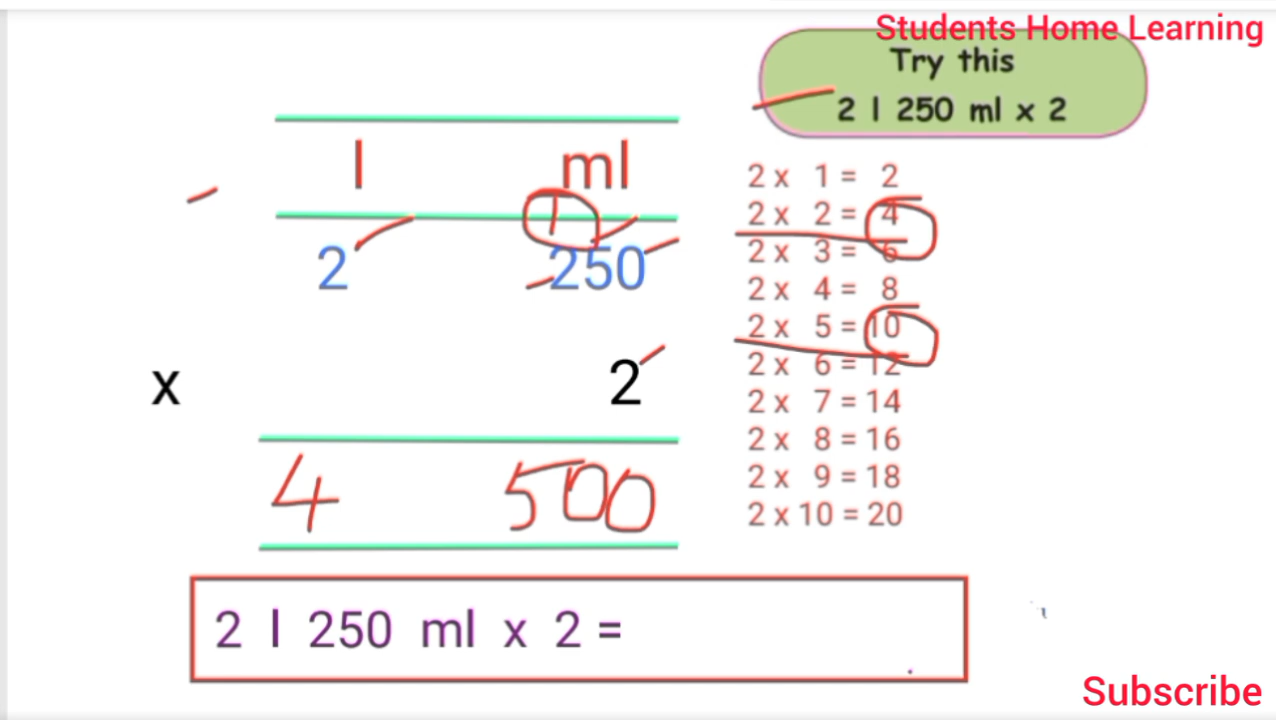 Students Home Learning
Try this
2 l 250 ml x 2
l ml
1
2 250
x 2
4 500
2 x 1 = 2
2 x 2 = 4
2 x 3 = 6
2 x 4 = 8
2 x 5 = 10
2 x 6 = 12
2 x 7 = 14
2 x 8 = 16
2 x 9 = 18
2 x 10 = 20
2 l 250 ml x 2 =
Subscribe